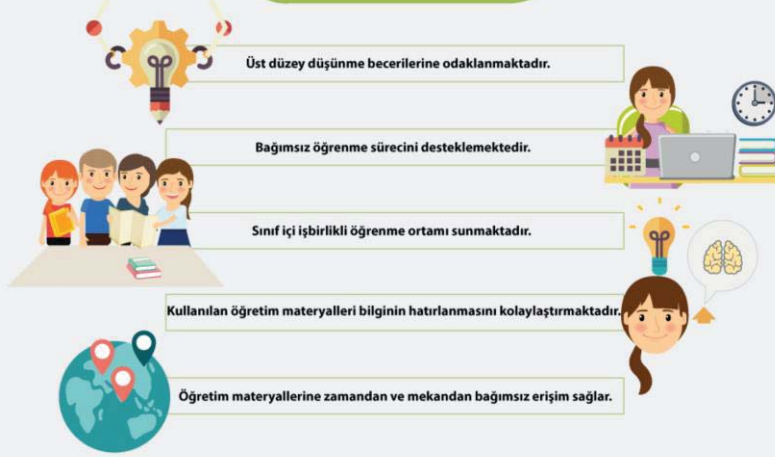 Üst düzey düşünme becerilerine odaklanmaktadır.
Bağımsız öğrenme sürecini desteklemektedir.
Sınıf içi işbirlikli öğrenme ortamı sunmaktadır.
Kullanılan öğretim materyalleri bilginin hatırlanmasını kolaylaştırmaktadır.
Öğretim materyallerine zamandan ve mekandan bağımsız erişim sağlar.